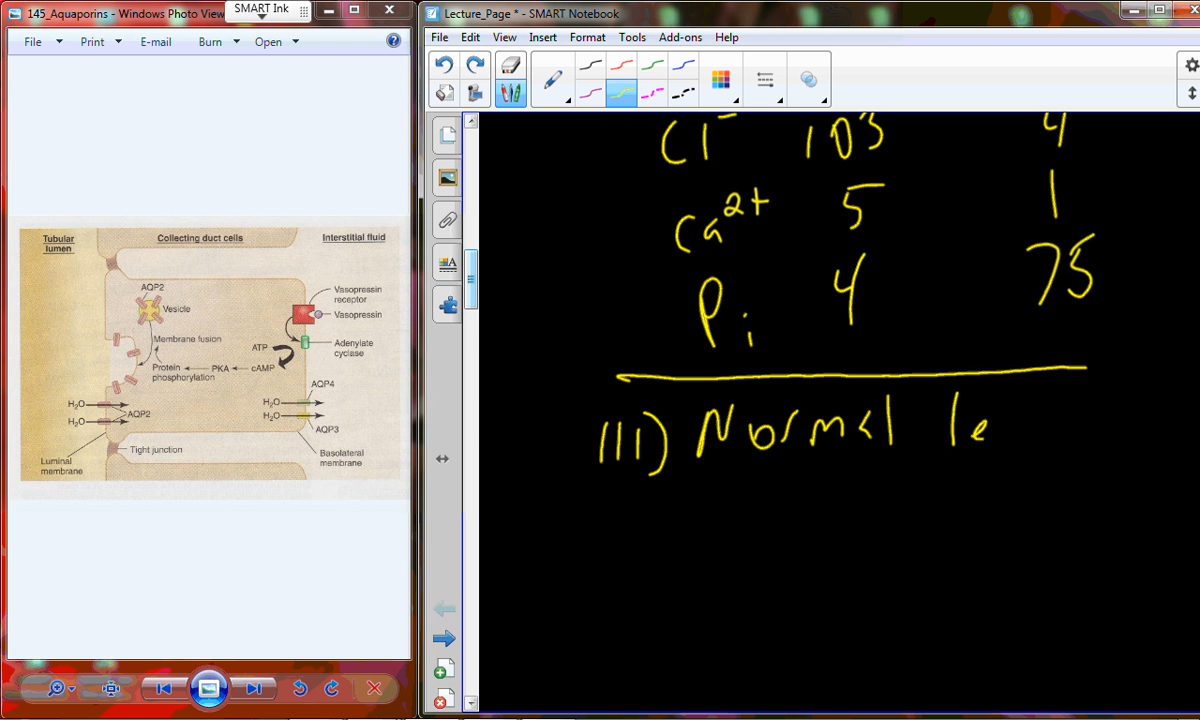 145_Aquaporins - Windows Photo View
SMART Ink
File Print E-mail Burn Open
Tubular lumen
Collecting duct cells
Interstitial fluid
AQP2
Vesicle
Vasopressin receptor
Vasopressin
Membrane fusion
ATP
Adenylate cyclase
Protein phosphorylation
PKA
cAMP
AQP4
H₂O
H₂O
AQP2
H₂O
H₂O
AQP3
Tight junction
Luminal membrane
Basolateral membrane
Lecture_Page * - SMART Notebook
File Edit View Insert Format Tools Add-ons Help
Cl⁻ 103 4
Ca²⁺ 5 1
Pi 4 75
III) Normal le